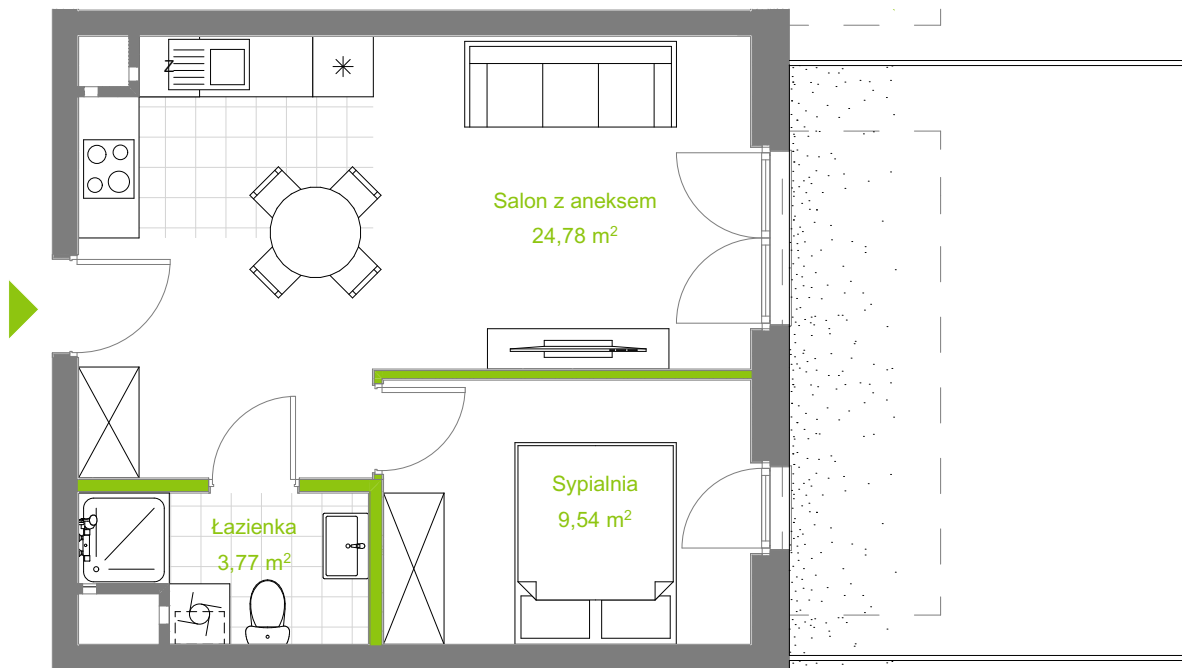 Z
Salon z aneksem
24,78 m²
Sypialnia
9,54 m²
Łazienka
3,77 m²